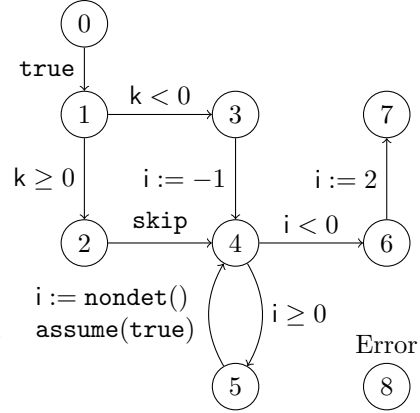 0
true
1
k < 0
3
7
k ≥ 0
i := −1
i := 2
2
skip
4
i < 0
6
i := nondet()
assume(true)
i ≥ 0
5
Error
8